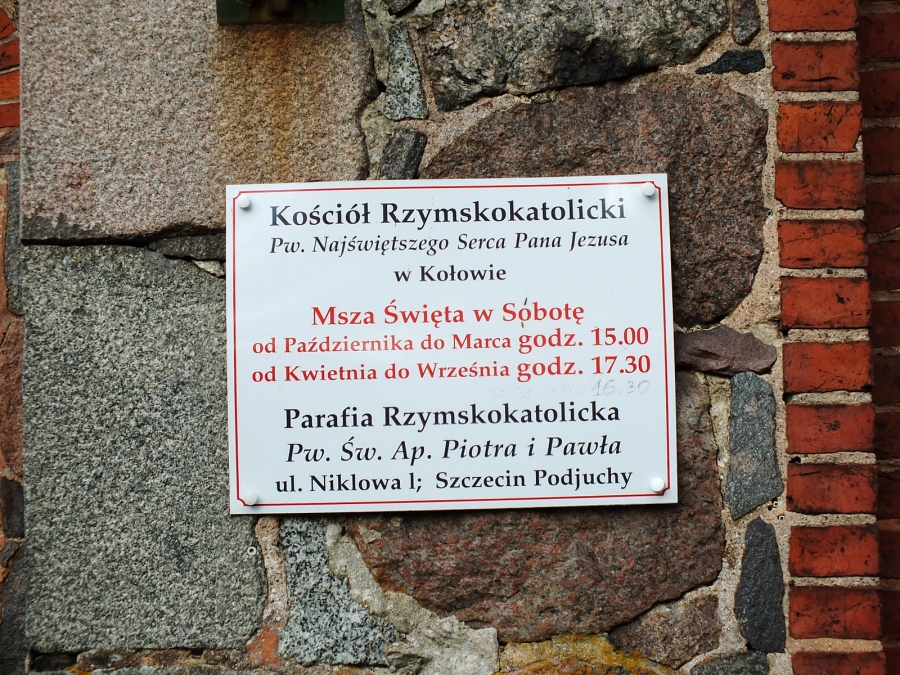 Kościół Rzymskokatolicki
Pw. Najświętszego Serca Pana Jezusa
w Kołowie
Msza Święta w Sobotę
od Października do Marca godz. 15.00
od Kwietnia do Września godz. 17.30
16.30
Parafia Rzymskokatolicka
Pw. Św. Ap. Piotra i Pawła
ul. Niklowa l; Szczecin Podjuchy